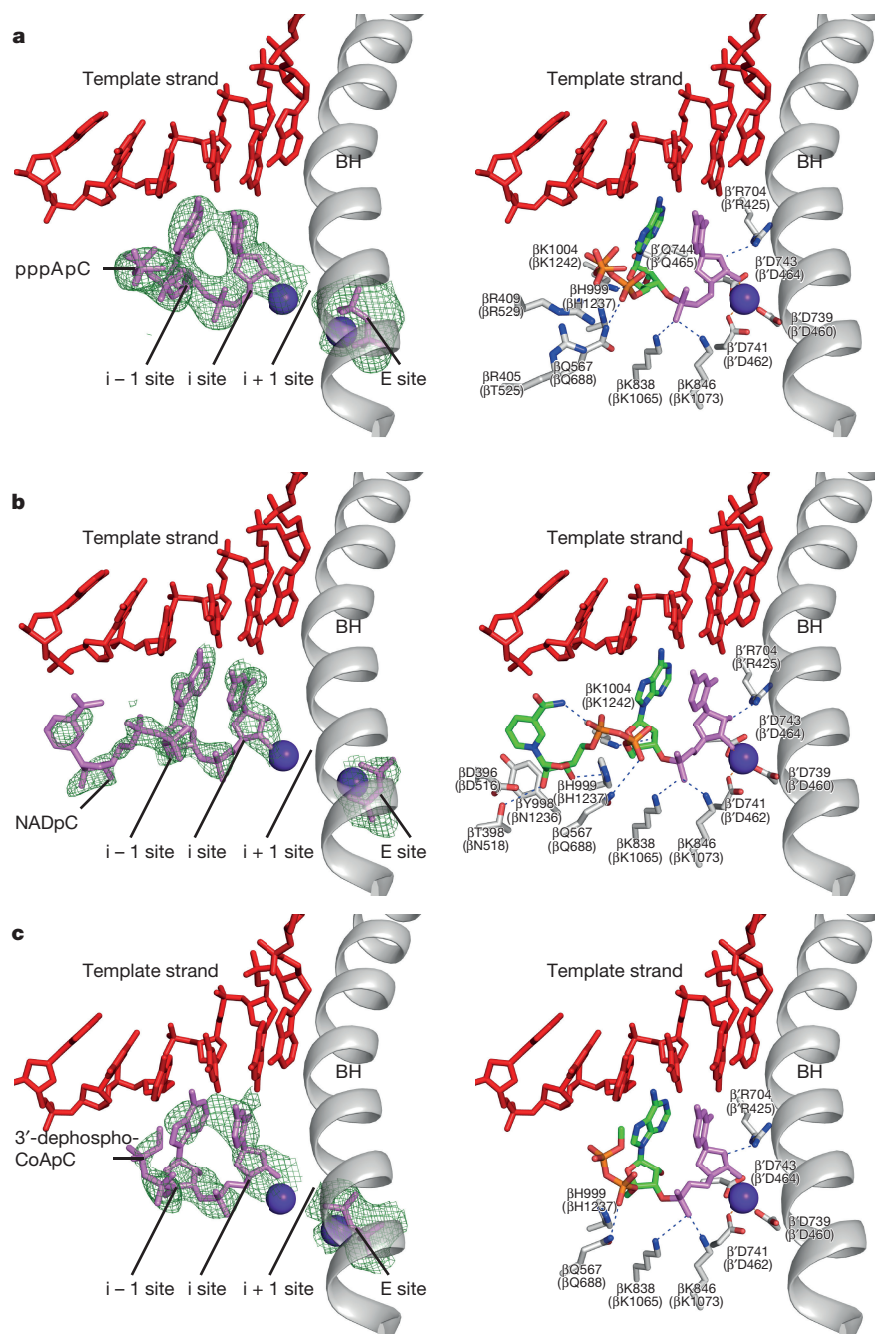 a
Template strand
BH
pppApC
i – 1 site
i site
i + 1 site
E site
Template strand
BH
β′R704
(β′R425)
βK1004
(βK1242)
β′Q744
(β′Q465)
β′D743
(β′D464)
βH999
(βH1237)
βR409
(βR529)
β′D739
(β′D460)
β′D741
(β′D462)
βQ567
(βQ688)
βR405
(βT525)
βK838
(βK1065)
βK846
(βK1073)
b
Template strand
BH
NADpC
i – 1 site
i site
i + 1 site
E site
Template strand
BH
β′R704
(β′R425)
βK1004
(βK1242)
β′D743
(β′D464)
βD396
(βD516)
βH999
(βH1237)
β′D739
(β′D460)
βY998
(βN1236)
β′D741
(β′D462)
βT398
(βN518)
βQ567
(βQ688)
βK838
(βK1065)
βK846
(βK1073)
c
Template strand
BH
3′-dephospho-
CoApC
i – 1 site
i site
i + 1 site
E site
Template strand
BH
β′R704
(β′R425)
β′D743
(β′D464)
βH999
(βH1237)
β′D739
(β′D460)
β′D741
(β′D462)
βQ567
(βQ688)
βK838
(βK1065)
βK846
(βK1073)